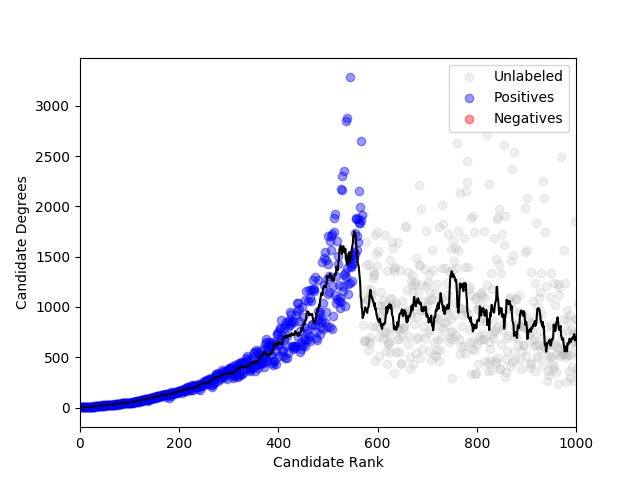 Unlabeled
Positives
Negatives
3000
2500
2000
1500
1000
500
0
Candidate Degrees
0 200 400 600 800 1000
Candidate Rank